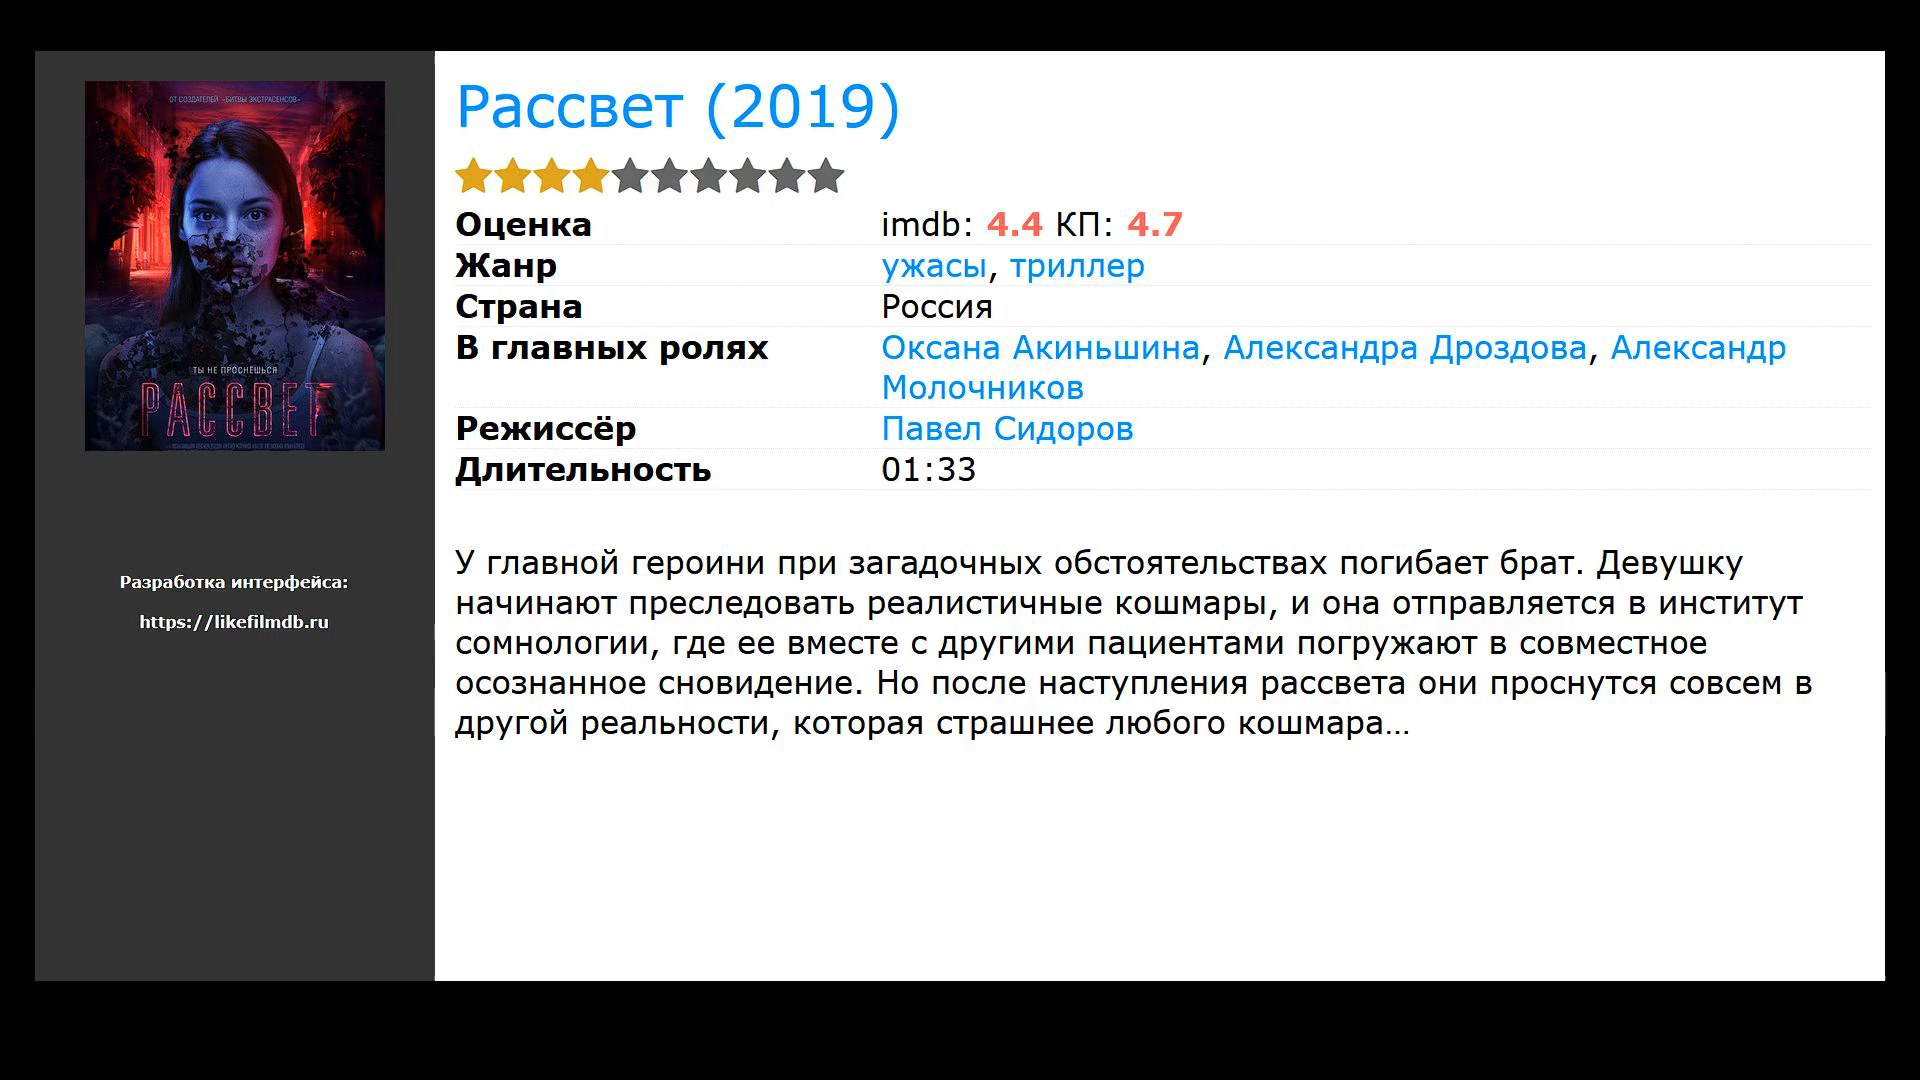 ОТ СОЗДАТЕЛЕЙ «БИТВЫ ЭКСТРАСЕНСОВ»
ТЫ НЕ ПРОСНЁШЬСЯ
РАССВЕТ
Разработка интерфейса:
https://likefilmdb.ru
Рассвет (2019)
Оценка imdb: 4.4 КП: 4.7
Жанр ужасы, триллер
Страна Россия
В главных ролях Оксана Акиньшина, Александра Дроздова, Александр
Молочников
Режиссёр Павел Сидоров
Длительность 01:33
У главной героини при загадочных обстоятельствах погибает брат. Девушку
начинают преследовать реалистичные кошмары, и она отправляется в институт
сомнологии, где ее вместе с другими пациентами погружают в совместное
осознанное сновидение. Но после наступления рассвета они проснутся совсем в
другой реальности, которая страшнее любого кошмара…